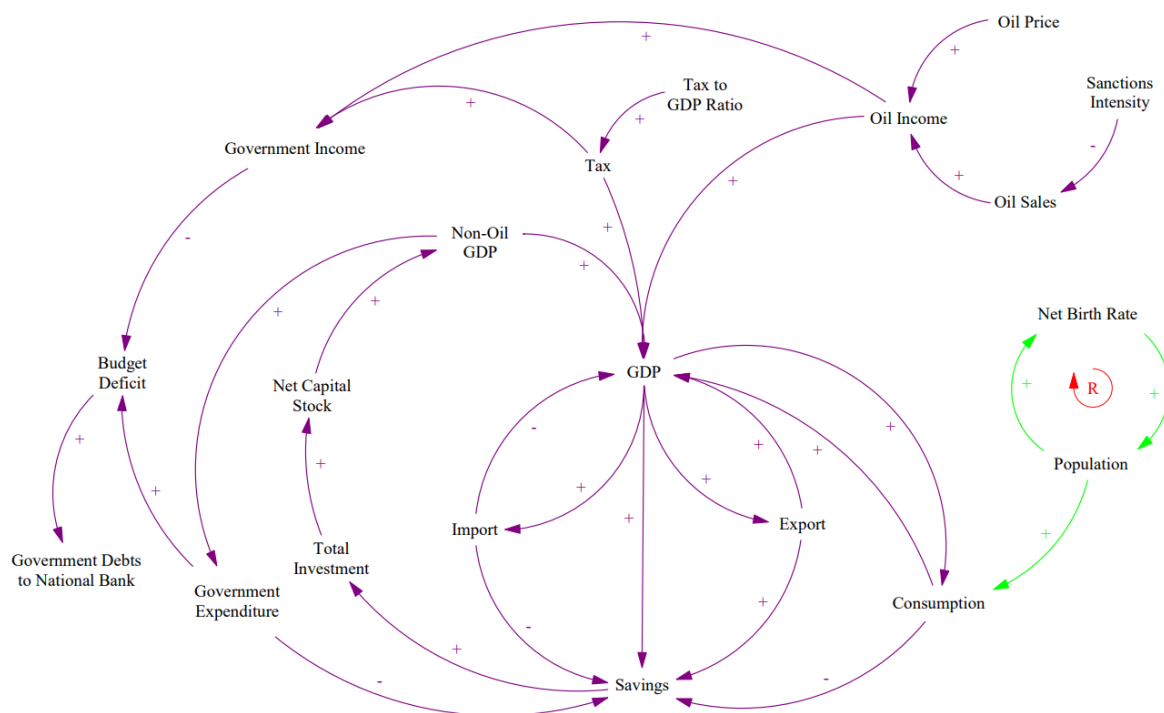 Oil Price
+
+
Sanctions
Intensity
Tax to
GDP Ratio
+
+
Oil Income
Government Income
-
Tax
+
+
Oil Sales
Non-Oil
GDP
+
-
+
+
+
Net Birth Rate
Budget
Deficit
GDP
Net Capital
Stock
R
+
+
-
+
+
+
+
+
Population
+
+
+
+
+
Import
Export
+
Government Debts
to National Bank
Total
Investment
Government
Expenditure
Consumption
-
+
+
-
-
Savings